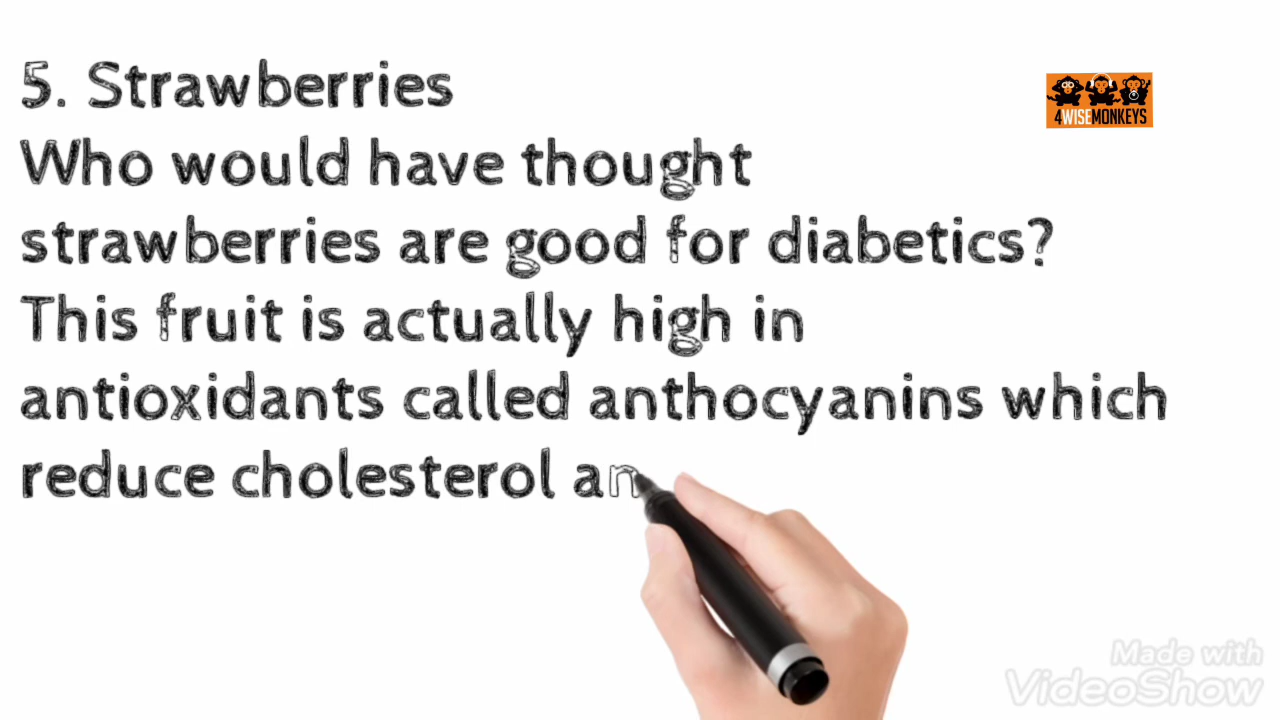 5. Strawberries
Who would have thought
strawberries are good for diabetics?
This fruit is actually high in
antioxidants called anthocyanins which
reduce cholesterol an
4WISEMONKEYS
Made with
VideoShow